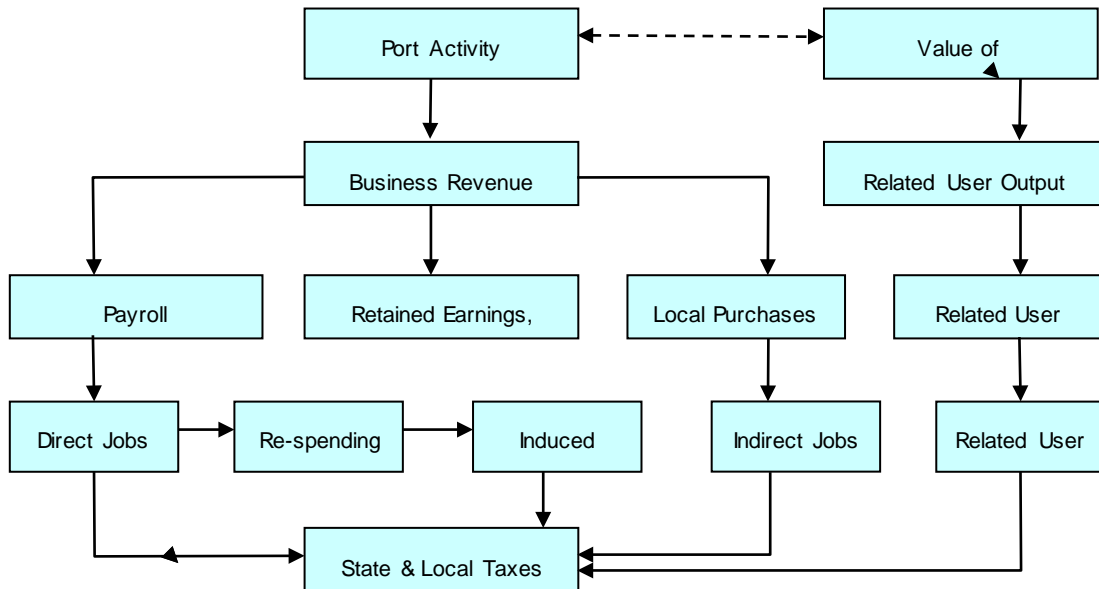 Port Activity
Value of
Business Revenue
Related User Output
Payroll
Retained Earnings,
Local Purchases
Related User
Direct Jobs
Re-spending
Induced
Indirect Jobs
Related User
State & Local Taxes